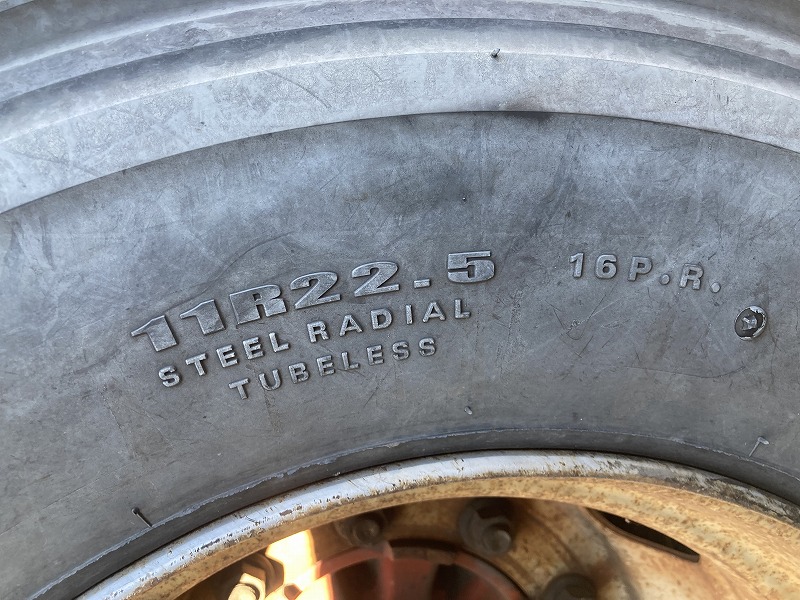 11R22.5
16P.R.
STEEL RADIAL
TUBELESS